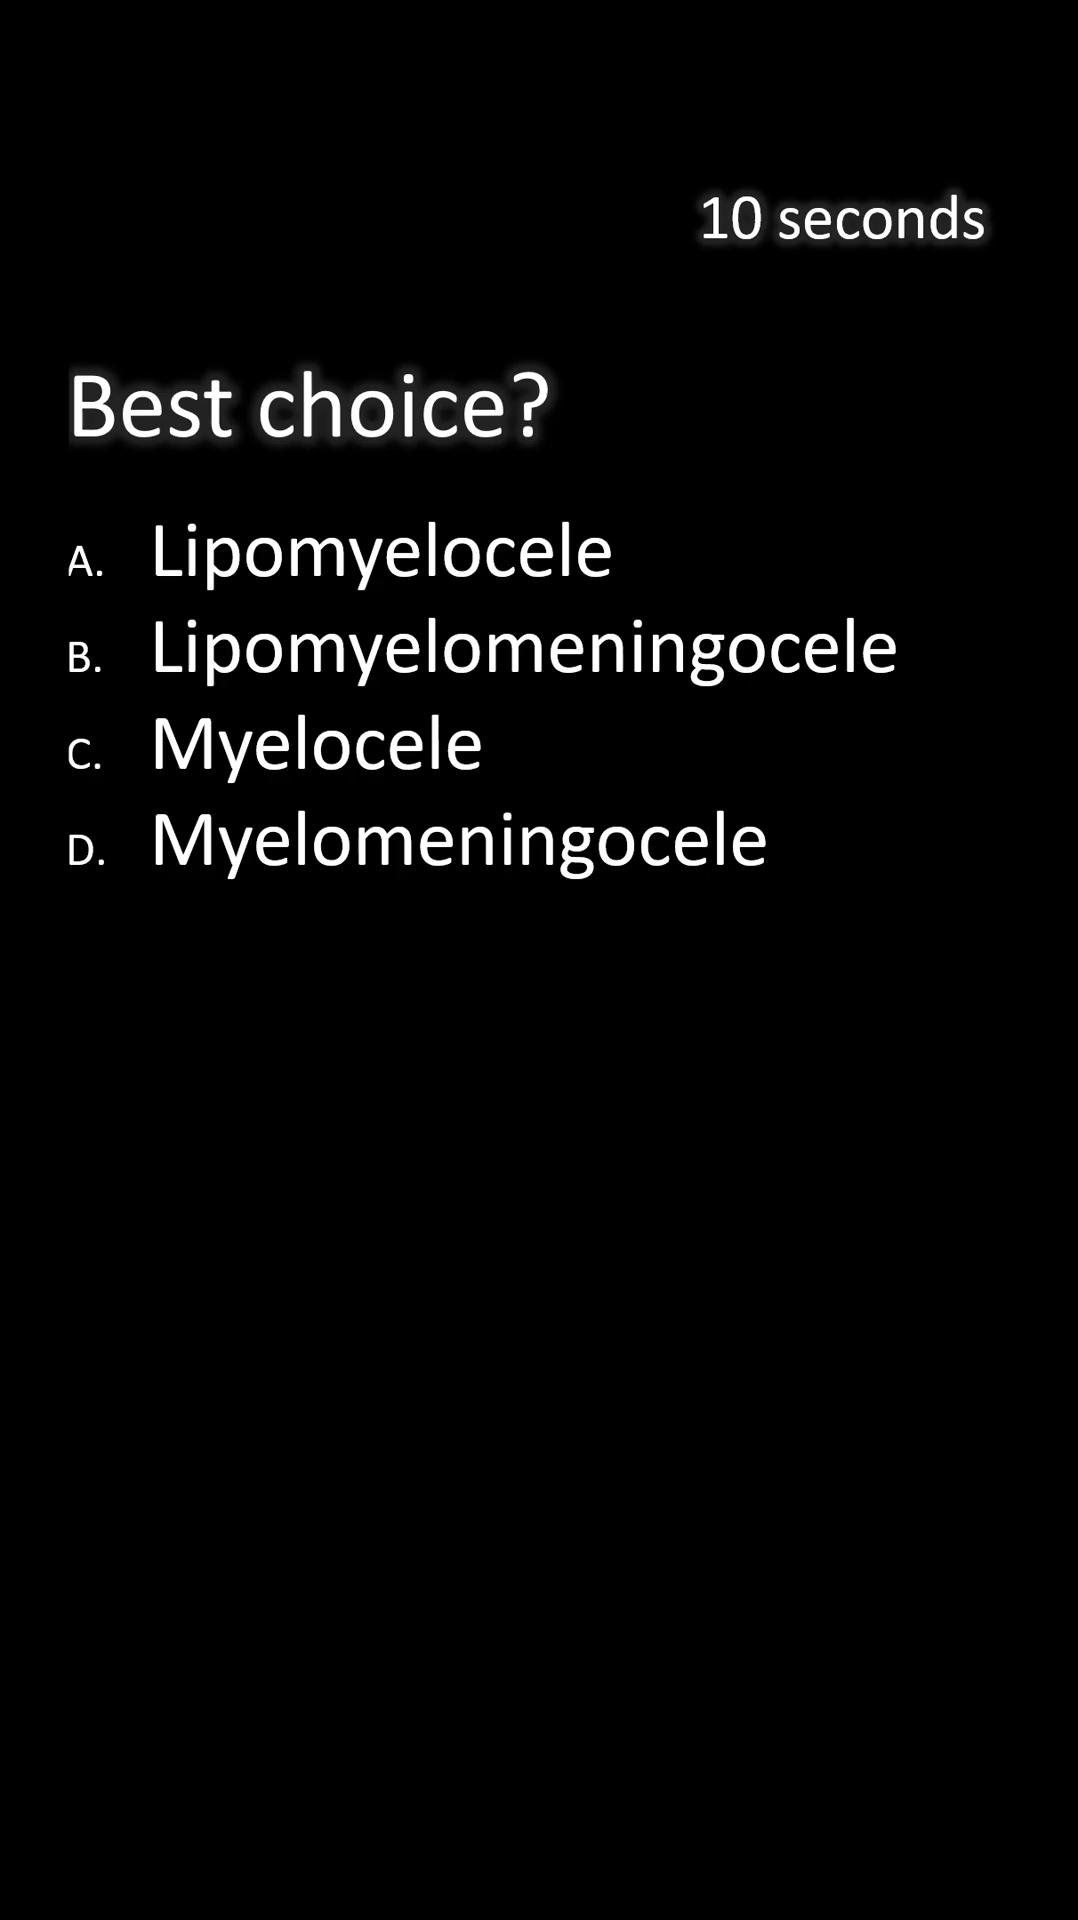 10 seconds
Best choice?
A. Lipomyelocele
B. Lipomyelomeningocele
C. Myelocele
D. Myelomeningocele